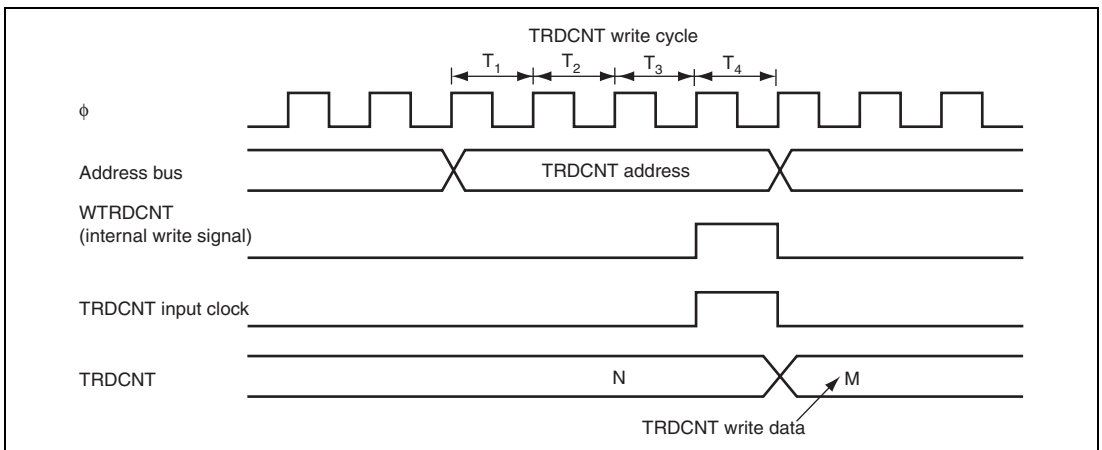 TRDCNT write cycle
T1 T2 T3 T4
ϕ
Address bus
TRDCNT address
WTRDCNT
(internal write signal)
TRDCNT input clock
TRDCNT
N
M
TRDCNT write data